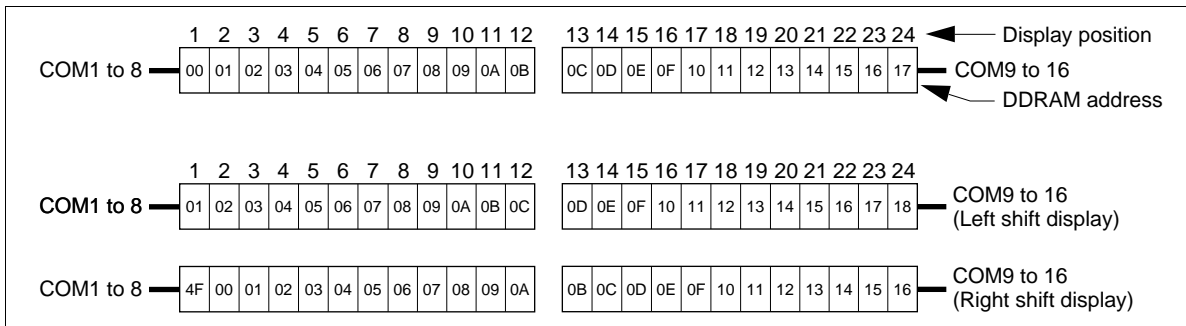 1 2 3 4 5 6 7 8 9 10 11 12 13 14 15 16 17 18 19 20 21 22 23 24 Display position
COM1 to 8 00 01 02 03 04 05 06 07 08 09 0A 0B 0C 0D 0E 0F 10 11 12 13 14 15 16 17 COM9 to 16
DDRAM address
1 2 3 4 5 6 7 8 9 10 11 12 13 14 15 16 17 18 19 20 21 22 23 24
COM1 to 8 01 02 03 04 05 06 07 08 09 0A 0B 0C 0D 0E 0F 10 11 12 13 14 15 16 17 18 COM9 to 16
(Left shift display)
COM1 to 8 4F 00 01 02 03 04 05 06 07 08 09 0A 0B 0C 0D 0E 0F 10 11 12 13 14 15 16 COM9 to 16
(Right shift display)